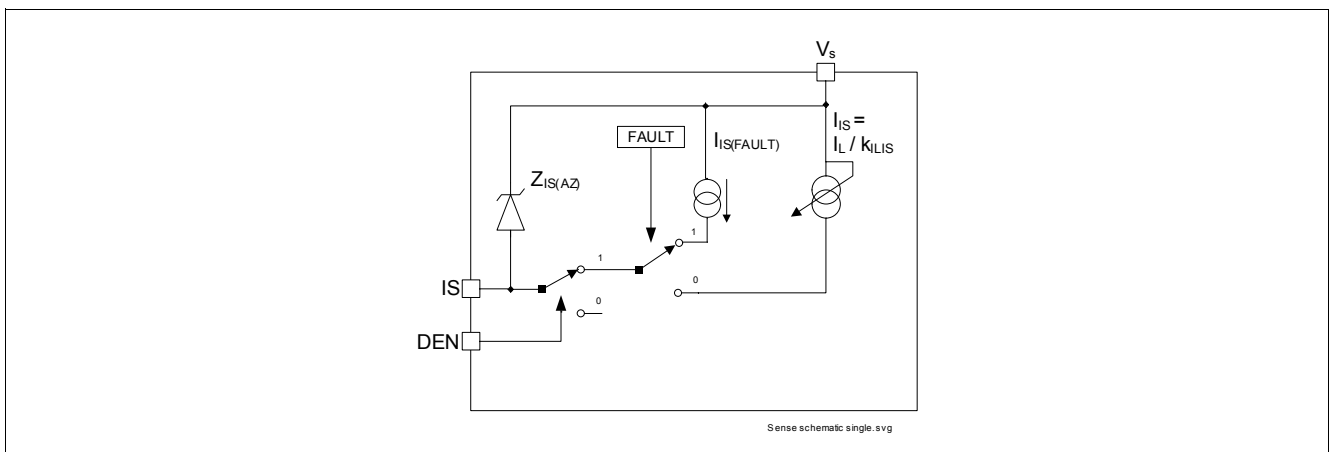 Vs
IIS =
IL / kILIS
FAULT
IIS(FAULT)
ZIS(AZ)
1
1
0
0
IS
DEN
Sense schematic single.svg